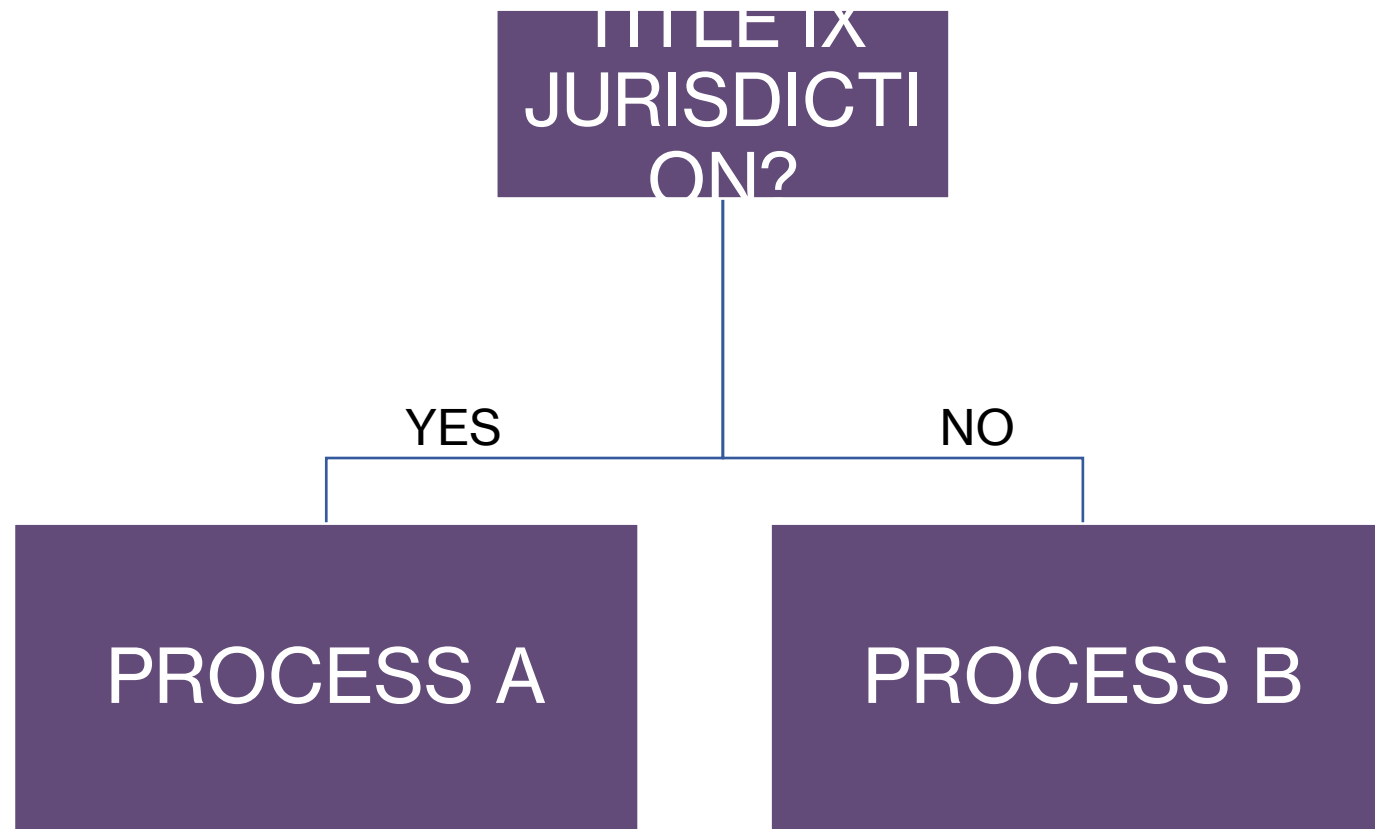 TITLE IX
JURISDICTI
ON?
YES
NO
PROCESS A
PROCESS B